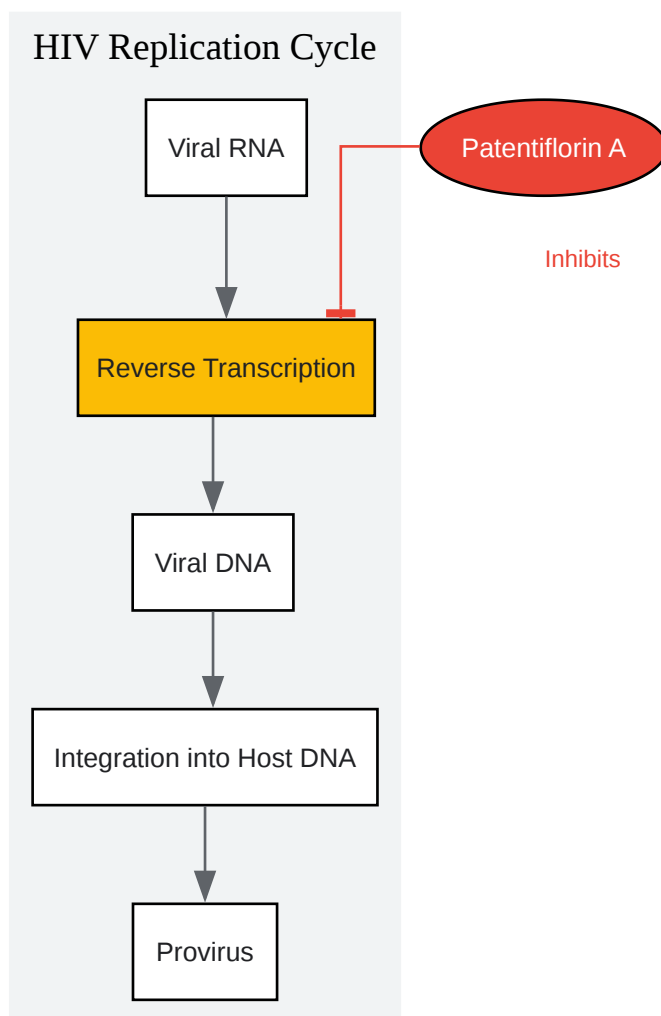 HIV Replication Cycle
Viral RNA
Patentiflorin A
Inhibits
Reverse Transcription
Viral DNA
Integration into Host DNA
Provirus